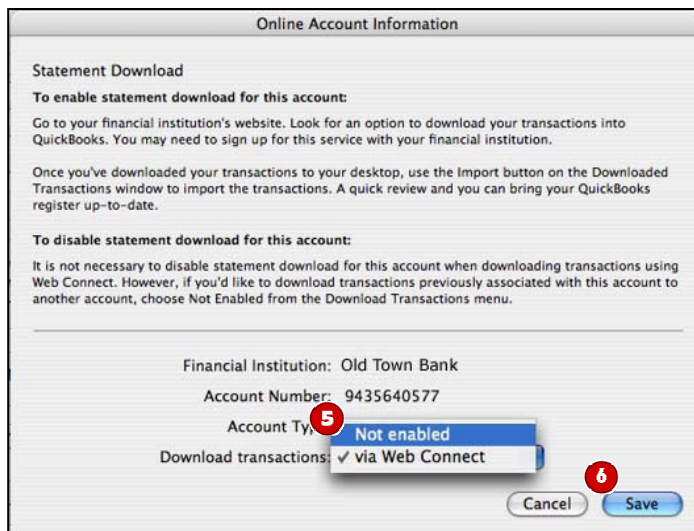 Online Account Information
Statement Download
To enable statement download for this account:
Go to your financial institution's website. Look for an option to download your transactions into
QuickBooks. You may need to sign up for this service with your financial institution.
Once you've downloaded your transactions to your desktop, use the Import button on the Downloaded
Transactions window to import the transactions. A quick review and you can bring your QuickBooks
register up-to-date.
To disable statement download for this account:
It is not necessary to disable statement download for this account when downloading transactions using
Web Connect. However, if you'd like to download transactions previously associated with this account to
another account, choose Not Enabled from the Download Transactions menu.
Financial Institution: Old Town Bank
Account Number: 9435640577
Account Ty
5
Not enabled
Download transactions: ✓ via Web Connect
6
Cancel Save